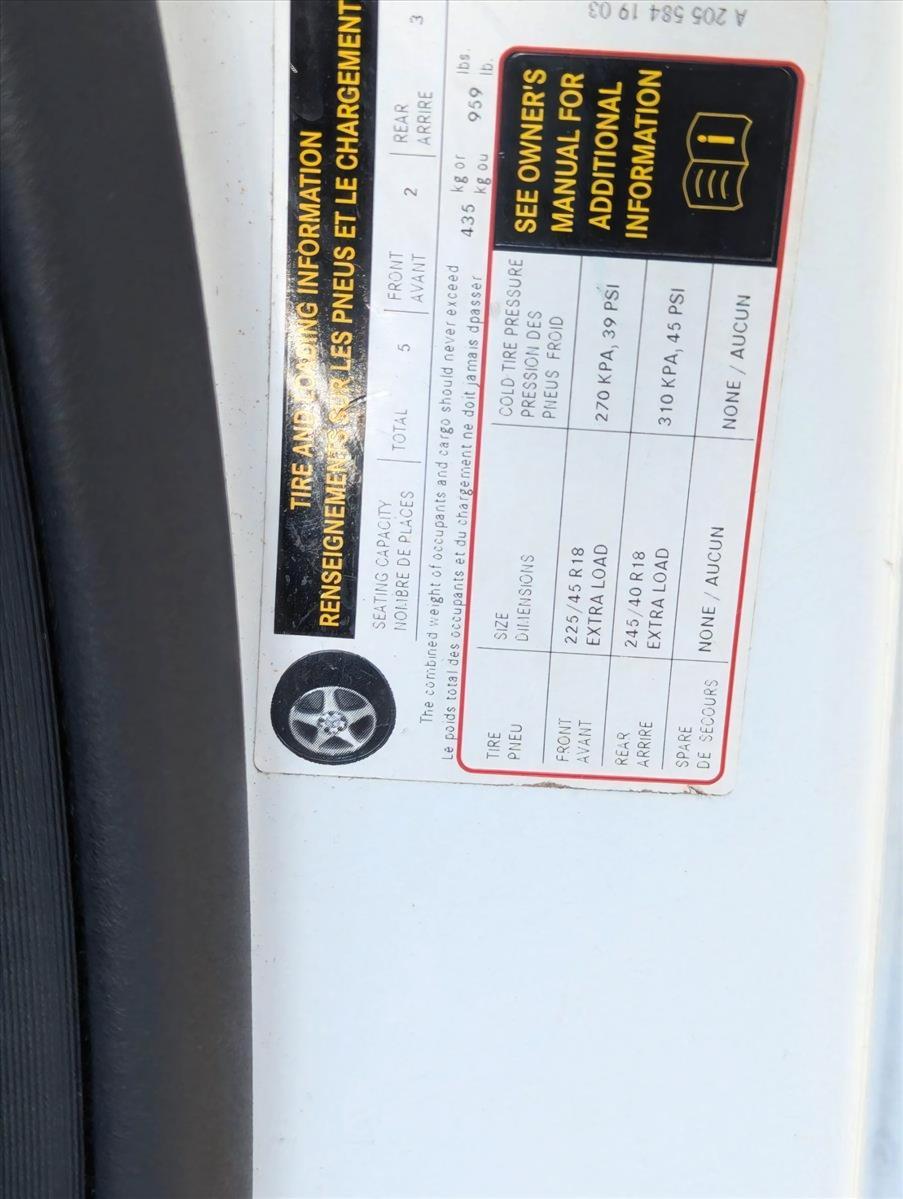 TIRE AND LOADING INFORMATION
RENSEIGNEMENTS SUR LES PNEUS ET LE CHARGEMENT
SEATING CAPACITY
NOMBRE DE PLACES
TOTAL 5
FRONT
AVANT
2
REAR
ARRIRE
3
The combined weight of occupants and cargo should never exceed 435 kg or 959 lbs.
Le poids total des occupants et du chargement ne doit jamais dpasser kg ou lb.
TIRE
PNEU
SIZE
DIMENSIONS
COLD TIRE PRESSURE
PRESSION DES
PNEUS FROID
FRONT
AVANT
225/45 R18
EXTRA LOAD
270 KPA, 39 PSI
REAR
ARRIRE
245/40 R18
EXTRA LOAD
310 KPA, 45 PSI
SPARE
DE SECOURS
NONE / AUCUN
NONE / AUCUN
SEE OWNER'S
MANUAL FOR
ADDITIONAL
INFORMATION
i
A 205 584 19 03